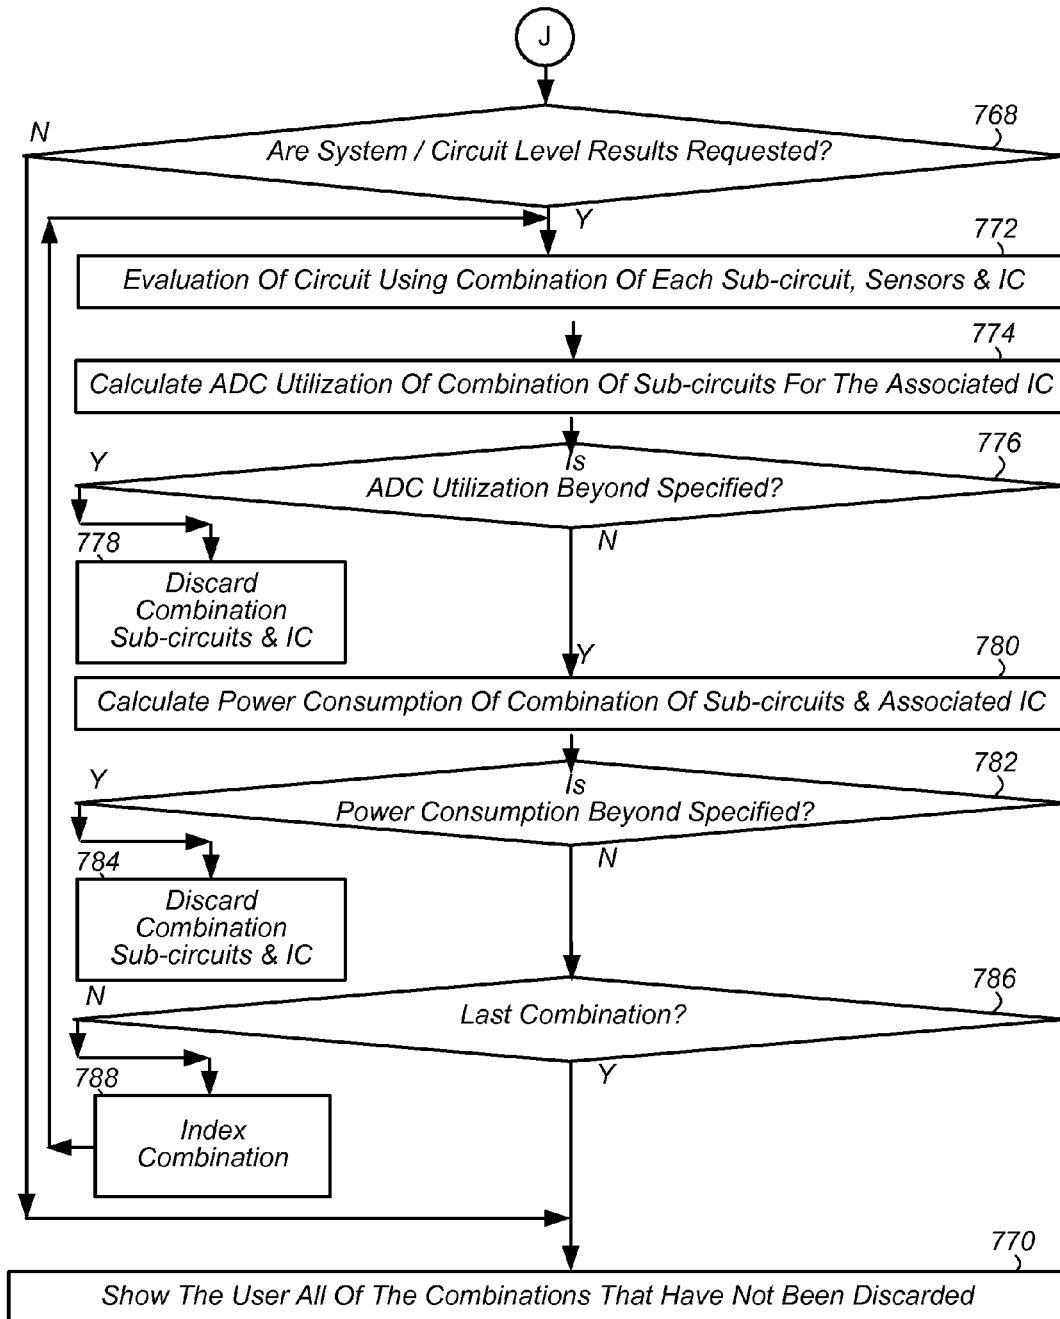 J
768
N
Are System / Circuit Level Results Requested?
Y
772
Evaluation Of Circuit Using Combination Of Each Sub-circuit, Sensors & IC
774
Calculate ADC Utilization Of Combination Of Sub-circuits For The Associated IC
776
Y
Is
ADC Utilization Beyond Specified?
N
778
Discard
Combination
Sub-circuits & IC
Y
780
Calculate Power Consumption Of Combination Of Sub-circuits & Associated IC
782
Y
Is
Power Consumption Beyond Specified?
N
784
Discard
Combination
Sub-circuits & IC
786
N
Last Combination?
Y
788
Index
Combination
770
Show The User All Of The Combinations That Have Not Been Discarded